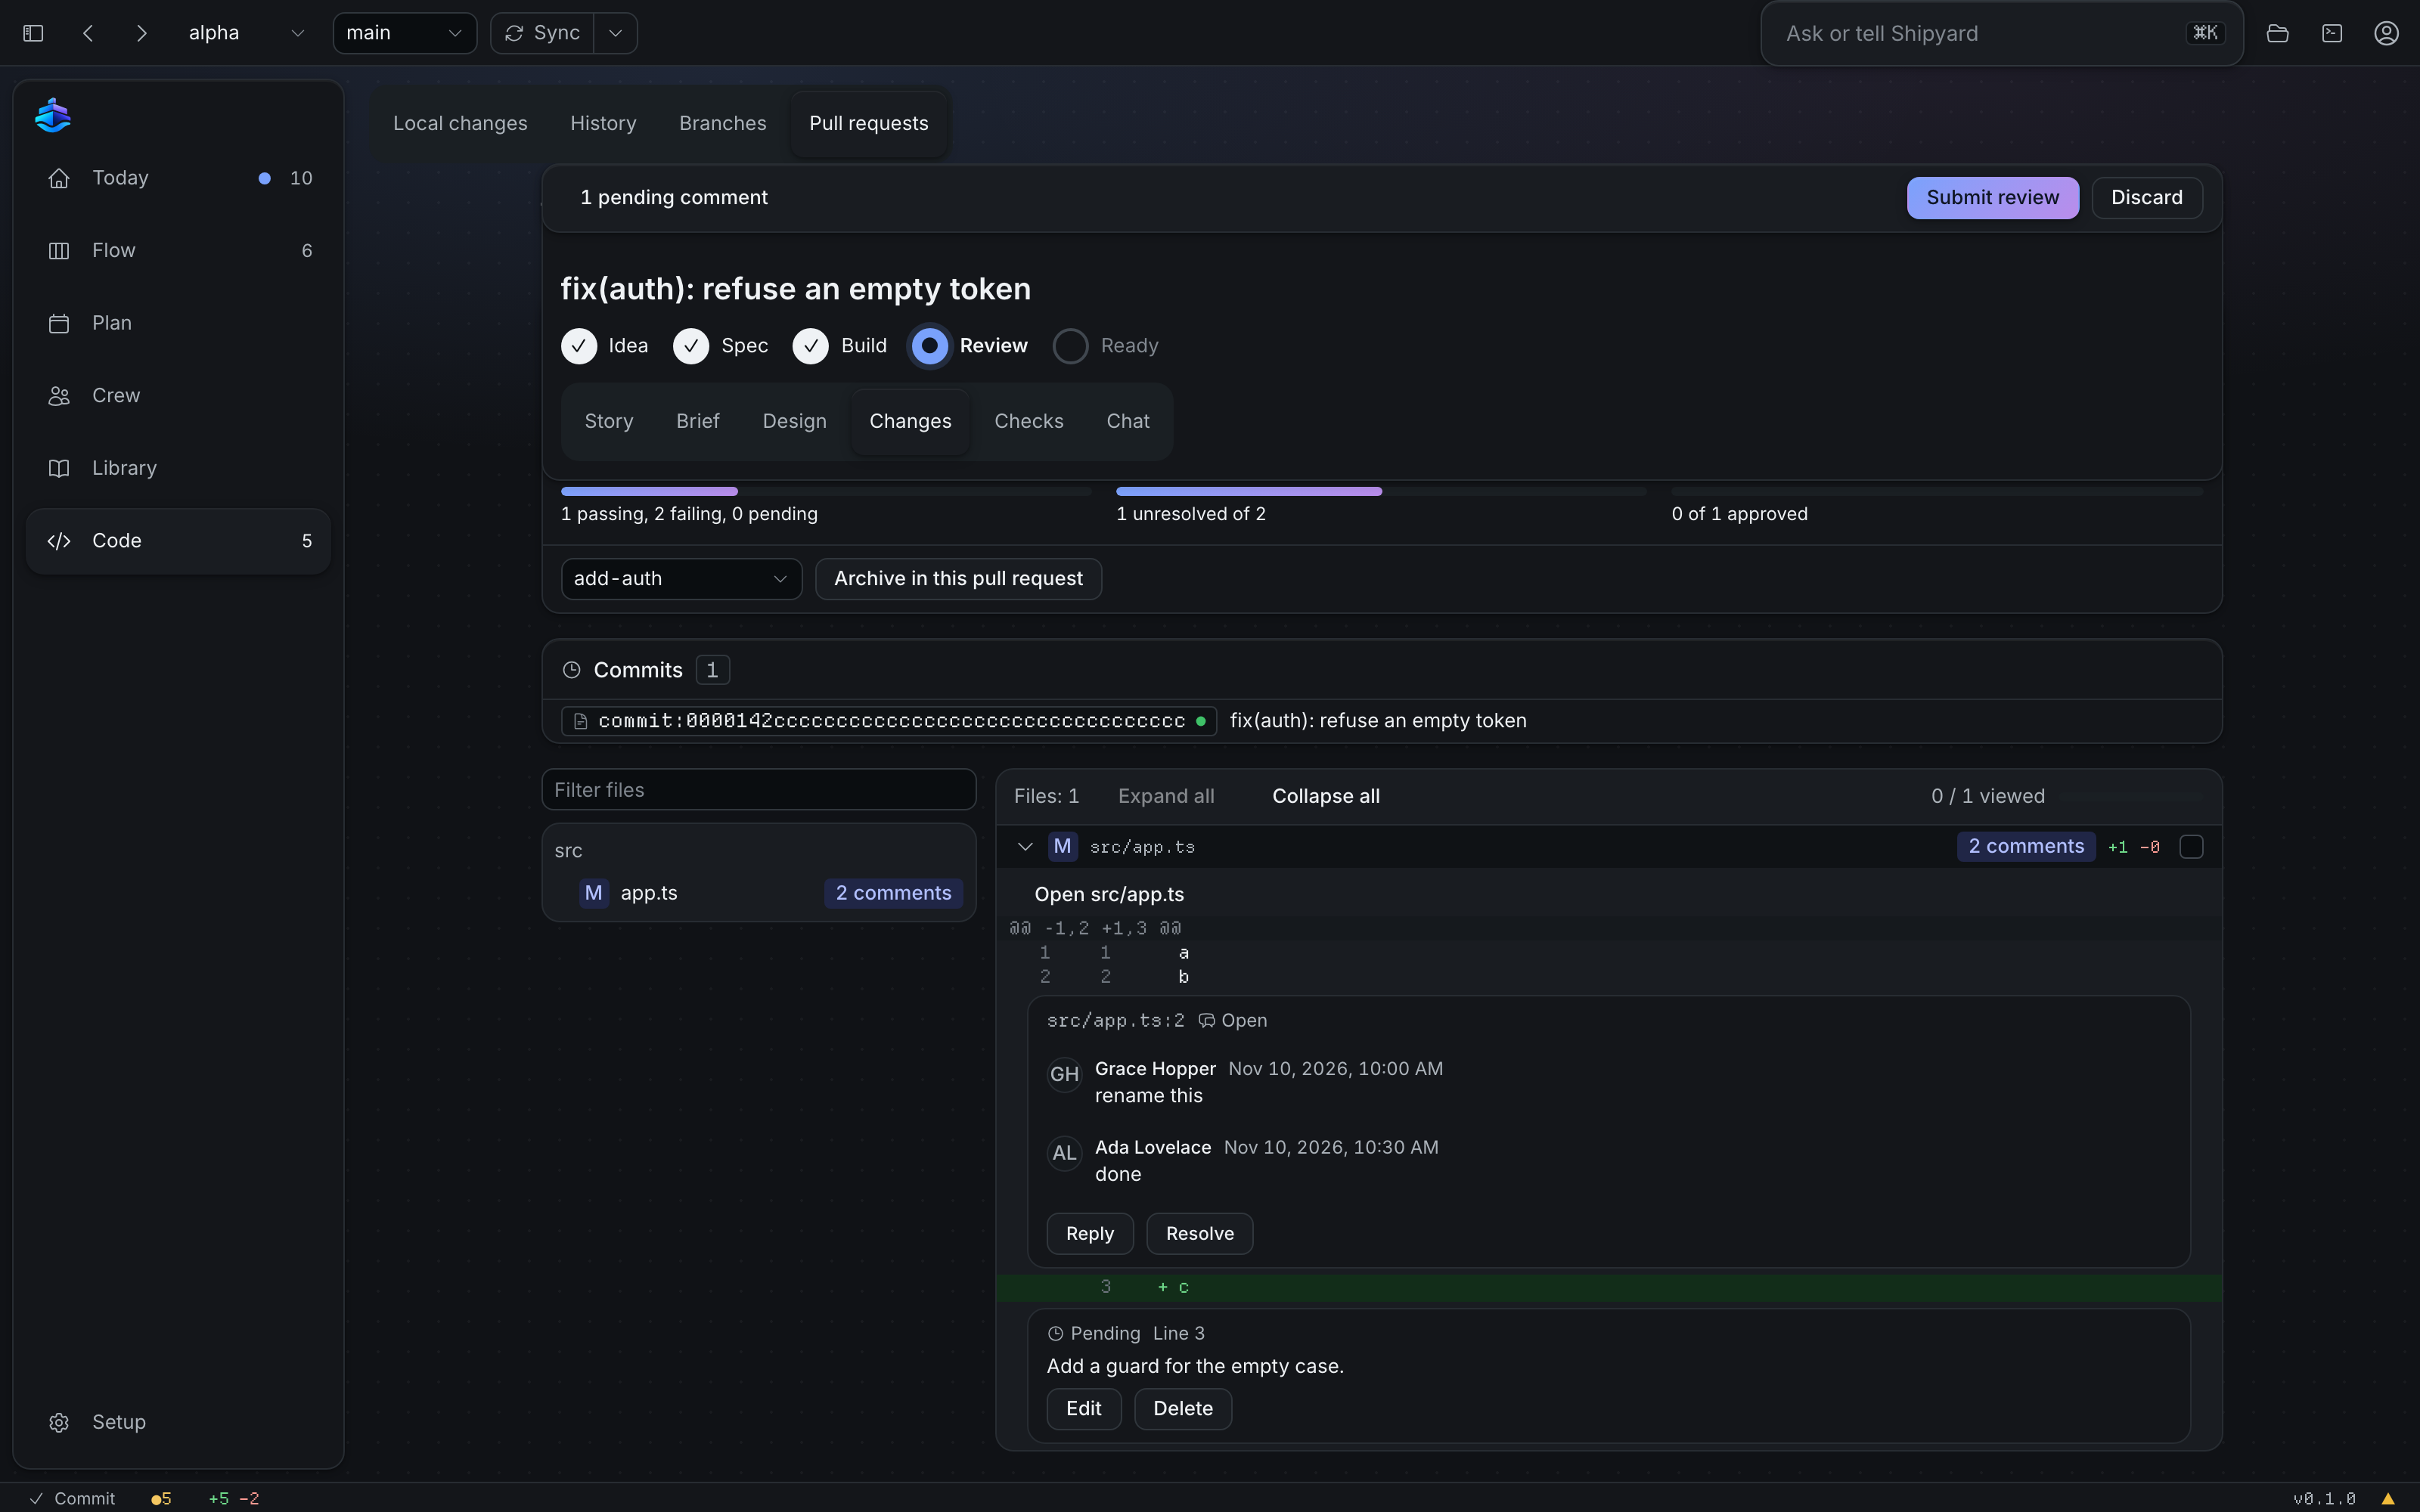 alpha
main
Sync
Ask or tell Shipyard
⌘K
Today 10
Flow 6
Plan
Crew
Library
Code 5
Setup
Local changes History Branches Pull requests
1 pending comment
Submit review
Discard
fix(auth): refuse an empty token
Idea Spec Build Review Ready
Story Brief Design Changes Checks Chat
1 passing, 2 failing, 0 pending
1 unresolved of 2
0 of 1 approved
add-auth
Archive in this pull request
Commits 1
commit:0000142ccccccccccccccccccccccccccccccccc fix(auth): refuse an empty token
Filter files
src
M app.ts 2 comments
Files: 1 Expand all Collapse all 0 / 1 viewed
M src/app.ts 2 comments +1 −0
Open src/app.ts
@@ -1,2 +1,3 @@
1 1 a
2 2 b
src/app.ts:2 Open
GH Grace Hopper Nov 10, 2026, 10:00 AM
rename this
AL Ada Lovelace Nov 10, 2026, 10:30 AM
done
Reply Resolve
3 + c
Pending Line 3
Add a guard for the empty case.
Edit Delete
Commit 5 +5 −2
v0.1.0